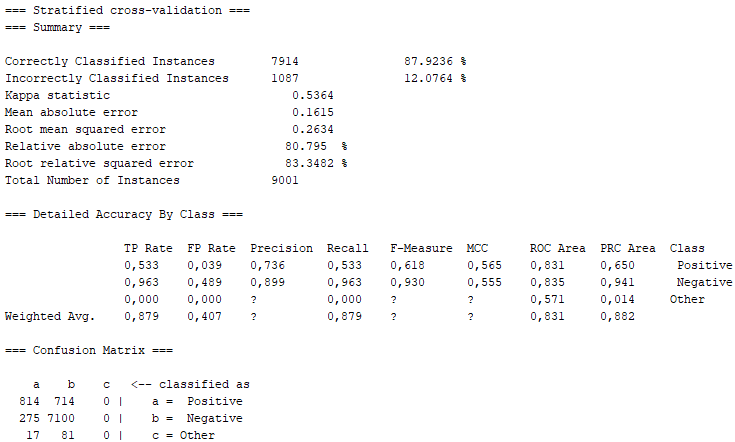 === Stratified cross-validation ===
=== Summary ===
Correctly Classified Instances 7914 87.9236 %
Incorrectly Classified Instances 1087 12.0764 %
Kappa statistic 0.5364
Mean absolute error 0.1615
Root mean squared error 0.2634
Relative absolute error 80.795 %
Root relative squared error 83.3482 %
Total Number of Instances 9001
=== Detailed Accuracy By Class ===
TP Rate FP Rate Precision Recall F-Measure MCC ROC Area PRC Area Class
0,533 0,039 0,736 0,533 0,618 0,565 0,831 0,650 Positive
0,963 0,489 0,899 0,963 0,930 0,555 0,835 0,941 Negative
0,000 0,000 ? 0,000 ? ? 0,571 0,014 Other
Weighted Avg. 0,879 0,407 ? 0,879 ? ? 0,831 0,882
=== Confusion Matrix ===
a b c <-- classified as
814 714 0 | a = Positive
275 7100 0 | b = Negative
17 81 0 | c = Other